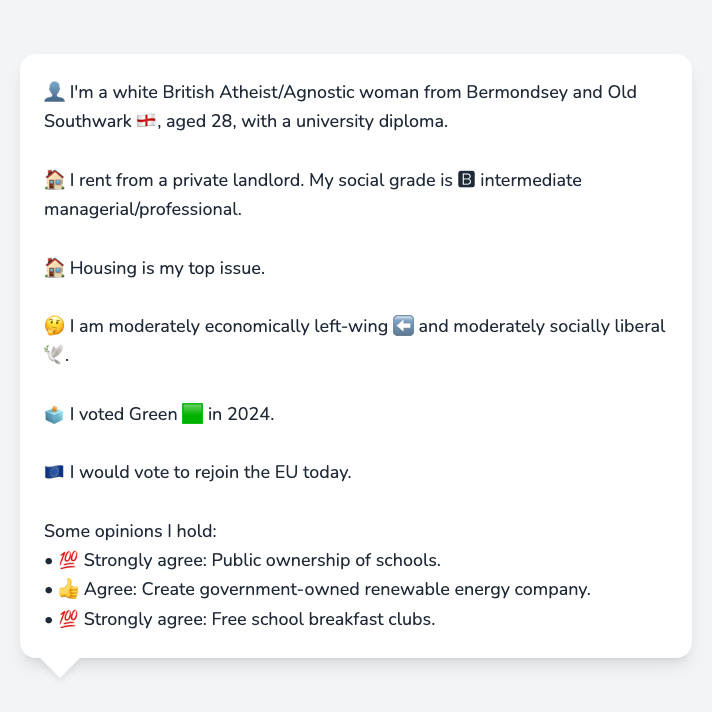 👤 I'm a white British Atheist/Agnostic woman from Bermondsey and Old
Southwark 🏴󠁧󠁢󠁥󠁮󠁧󠁿, aged 28, with a university diploma.
🏠 I rent from a private landlord. My social grade is 🅱 intermediate
managerial/professional.
🏠 Housing is my top issue.
🤔 I am moderately economically left-wing ⬅️ and moderately socially liberal
🕊️.
🗳️ I voted Green 🟩 in 2024.
🇪🇺 I would vote to rejoin the EU today.
Some opinions I hold:
• 💯 Strongly agree: Public ownership of schools.
• 👍 Agree: Create government-owned renewable energy company.
• 💯 Strongly agree: Free school breakfast clubs.